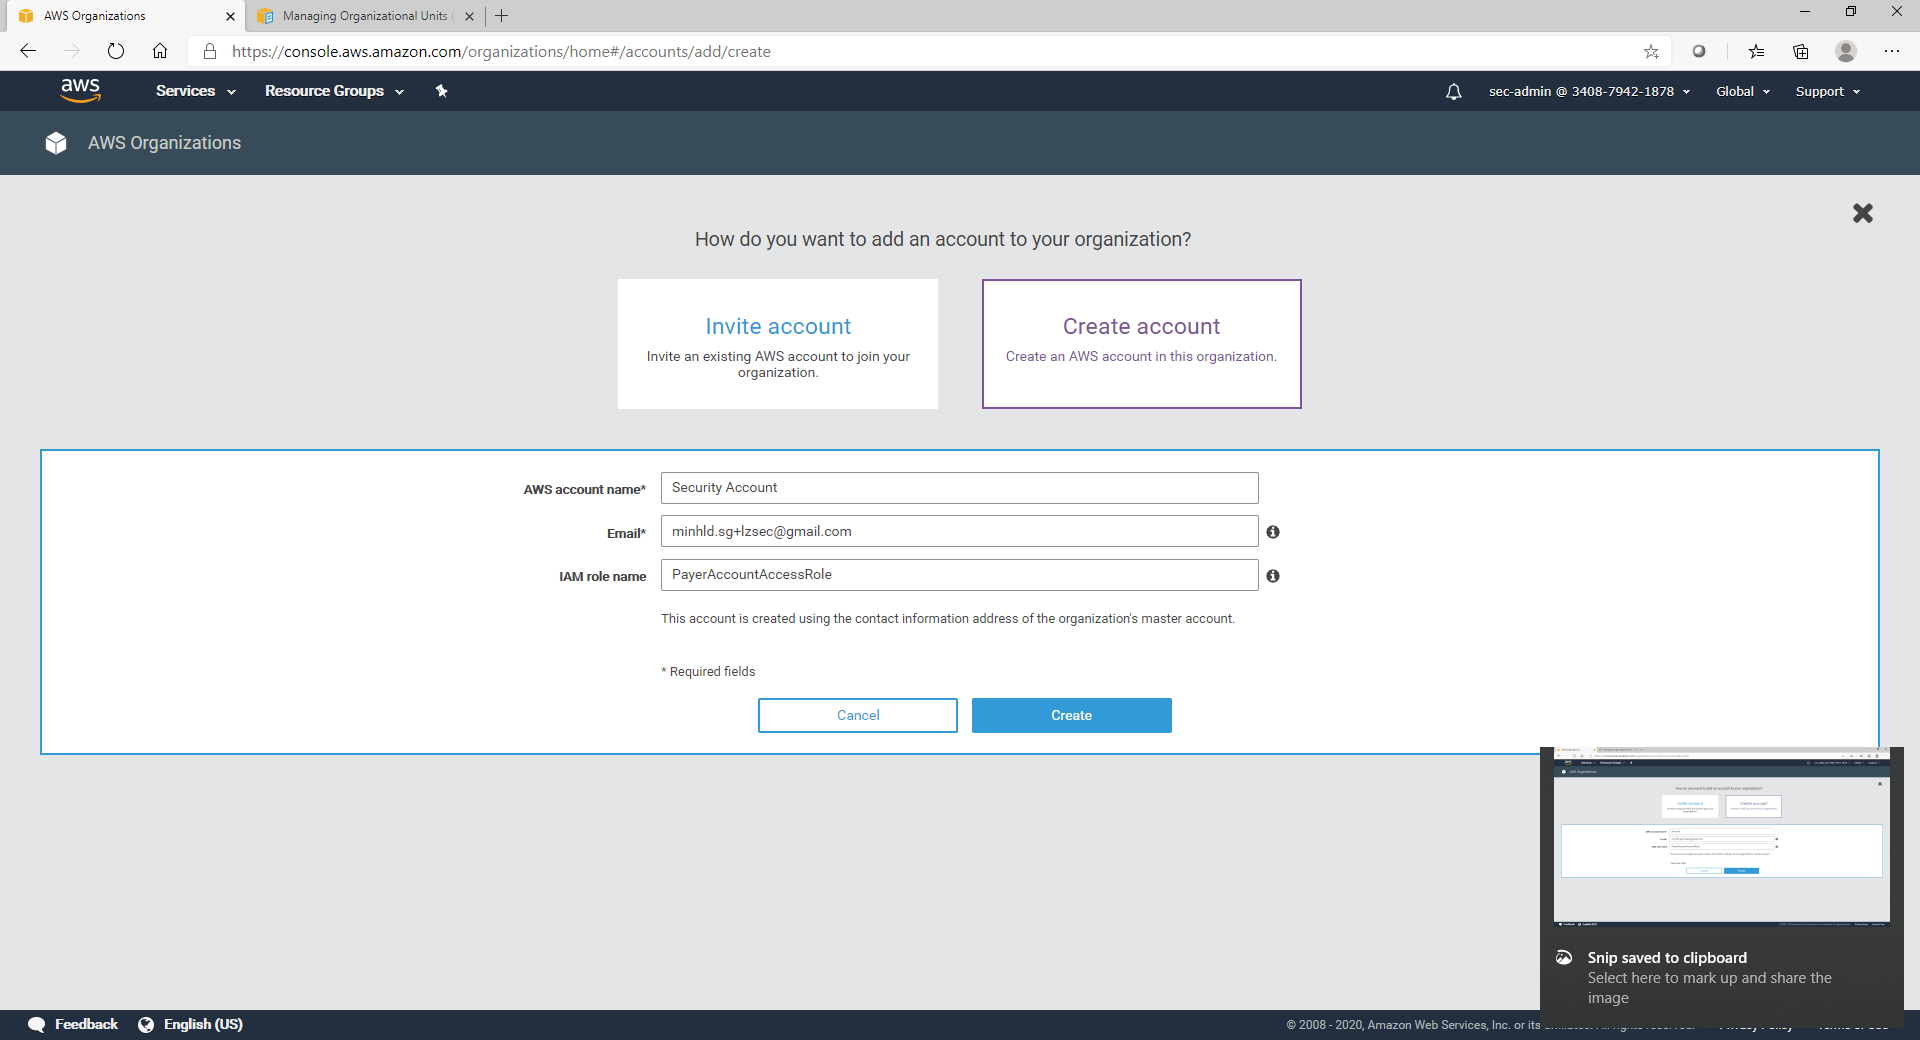 AWS Organizations
Managing Organizational Units (
https://console.aws.amazon.com/organizations/home#/accounts/add/create
aws
Services
Resource Groups
sec-admin @ 3408-7942-1878
Global
Support
AWS Organizations
How do you want to add an account to your organization?
Invite account
Invite an existing AWS account to join your
organization.
Create account
Create an AWS account in this organization.
AWS account name*
Security Account
Email*
minhld.sg+lzsec@gmail.com
IAM role name
PayerAccountAccessRole
This account is created using the contact information address of the organization's master account.
* Required fields
Cancel
Create
Snip saved to clipboard
Select here to mark up and share the
image
Feedback
English (US)
© 2008 - 2020, Amazon Web Services, Inc. or its